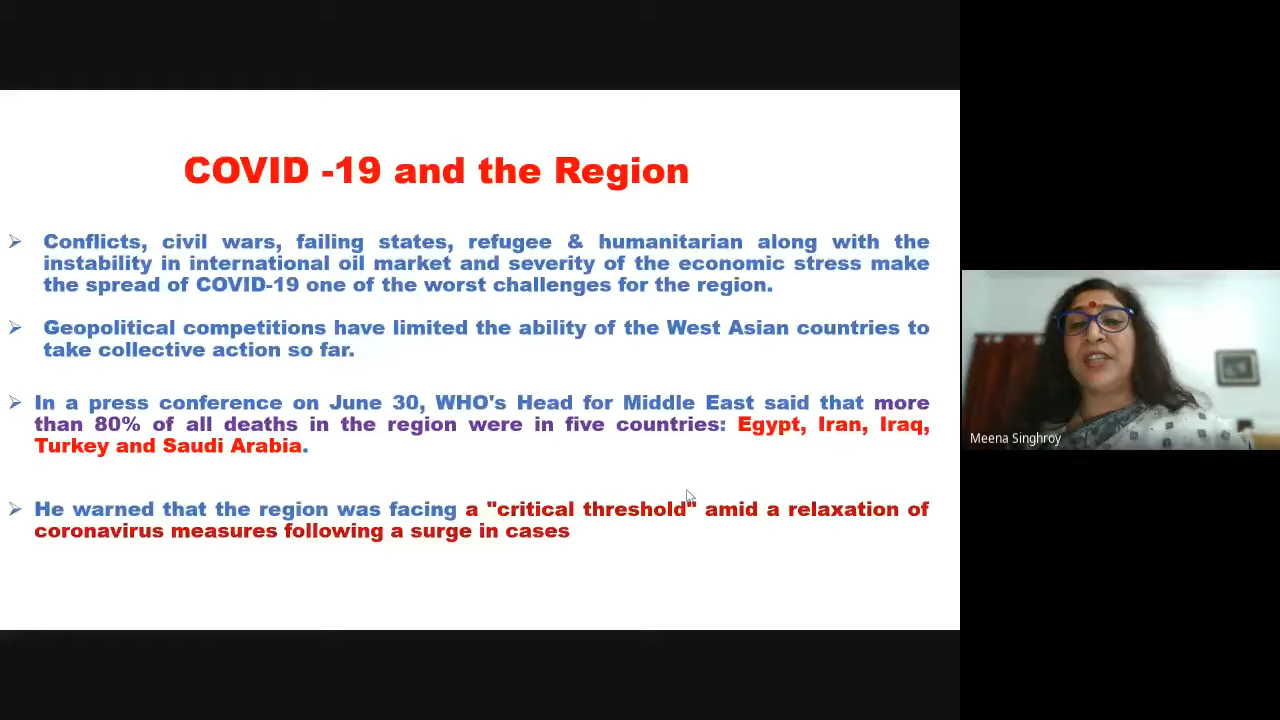 COVID -19 and the Region
Conflicts, civil wars, failing states, refugee & humanitarian along with the
instability in international oil market and severity of the economic stress make
the spread of COVID-19 one of the worst challenges for the region.
Geopolitical competitions have limited the ability of the West Asian countries to
take collective action so far.
In a press conference on June 30, WHO's Head for Middle East said that more
than 80% of all deaths in the region were in five countries: Egypt, Iran, Iraq,
Turkey and Saudi Arabia.
He warned that the region was facing a "critical threshold" amid a relaxation of
coronavirus measures following a surge in cases
Meena Singhroy